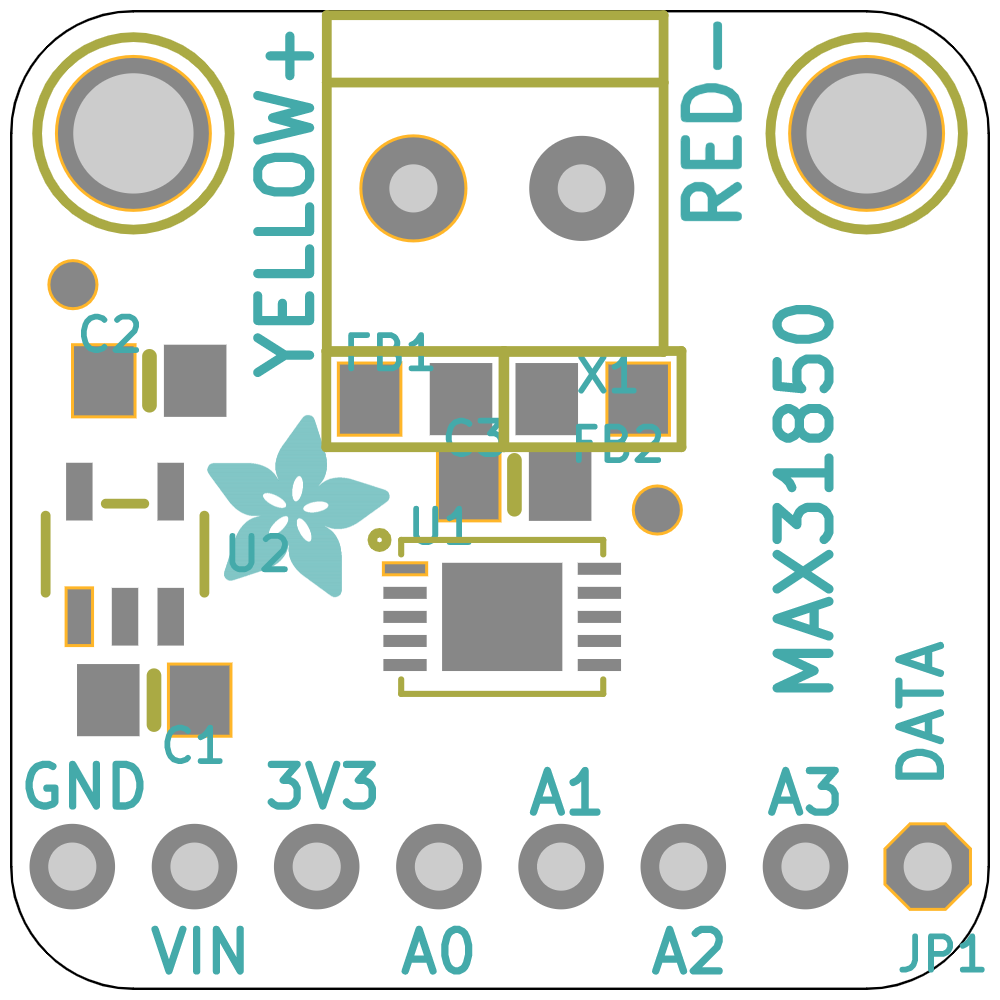 YELLOW+
RED-
C2
FB1
X1
C3
FB2
MAX31850
U1
U2
DATA
C1
GND
3V3
A1
A3
VIN
A0
A2
JP1